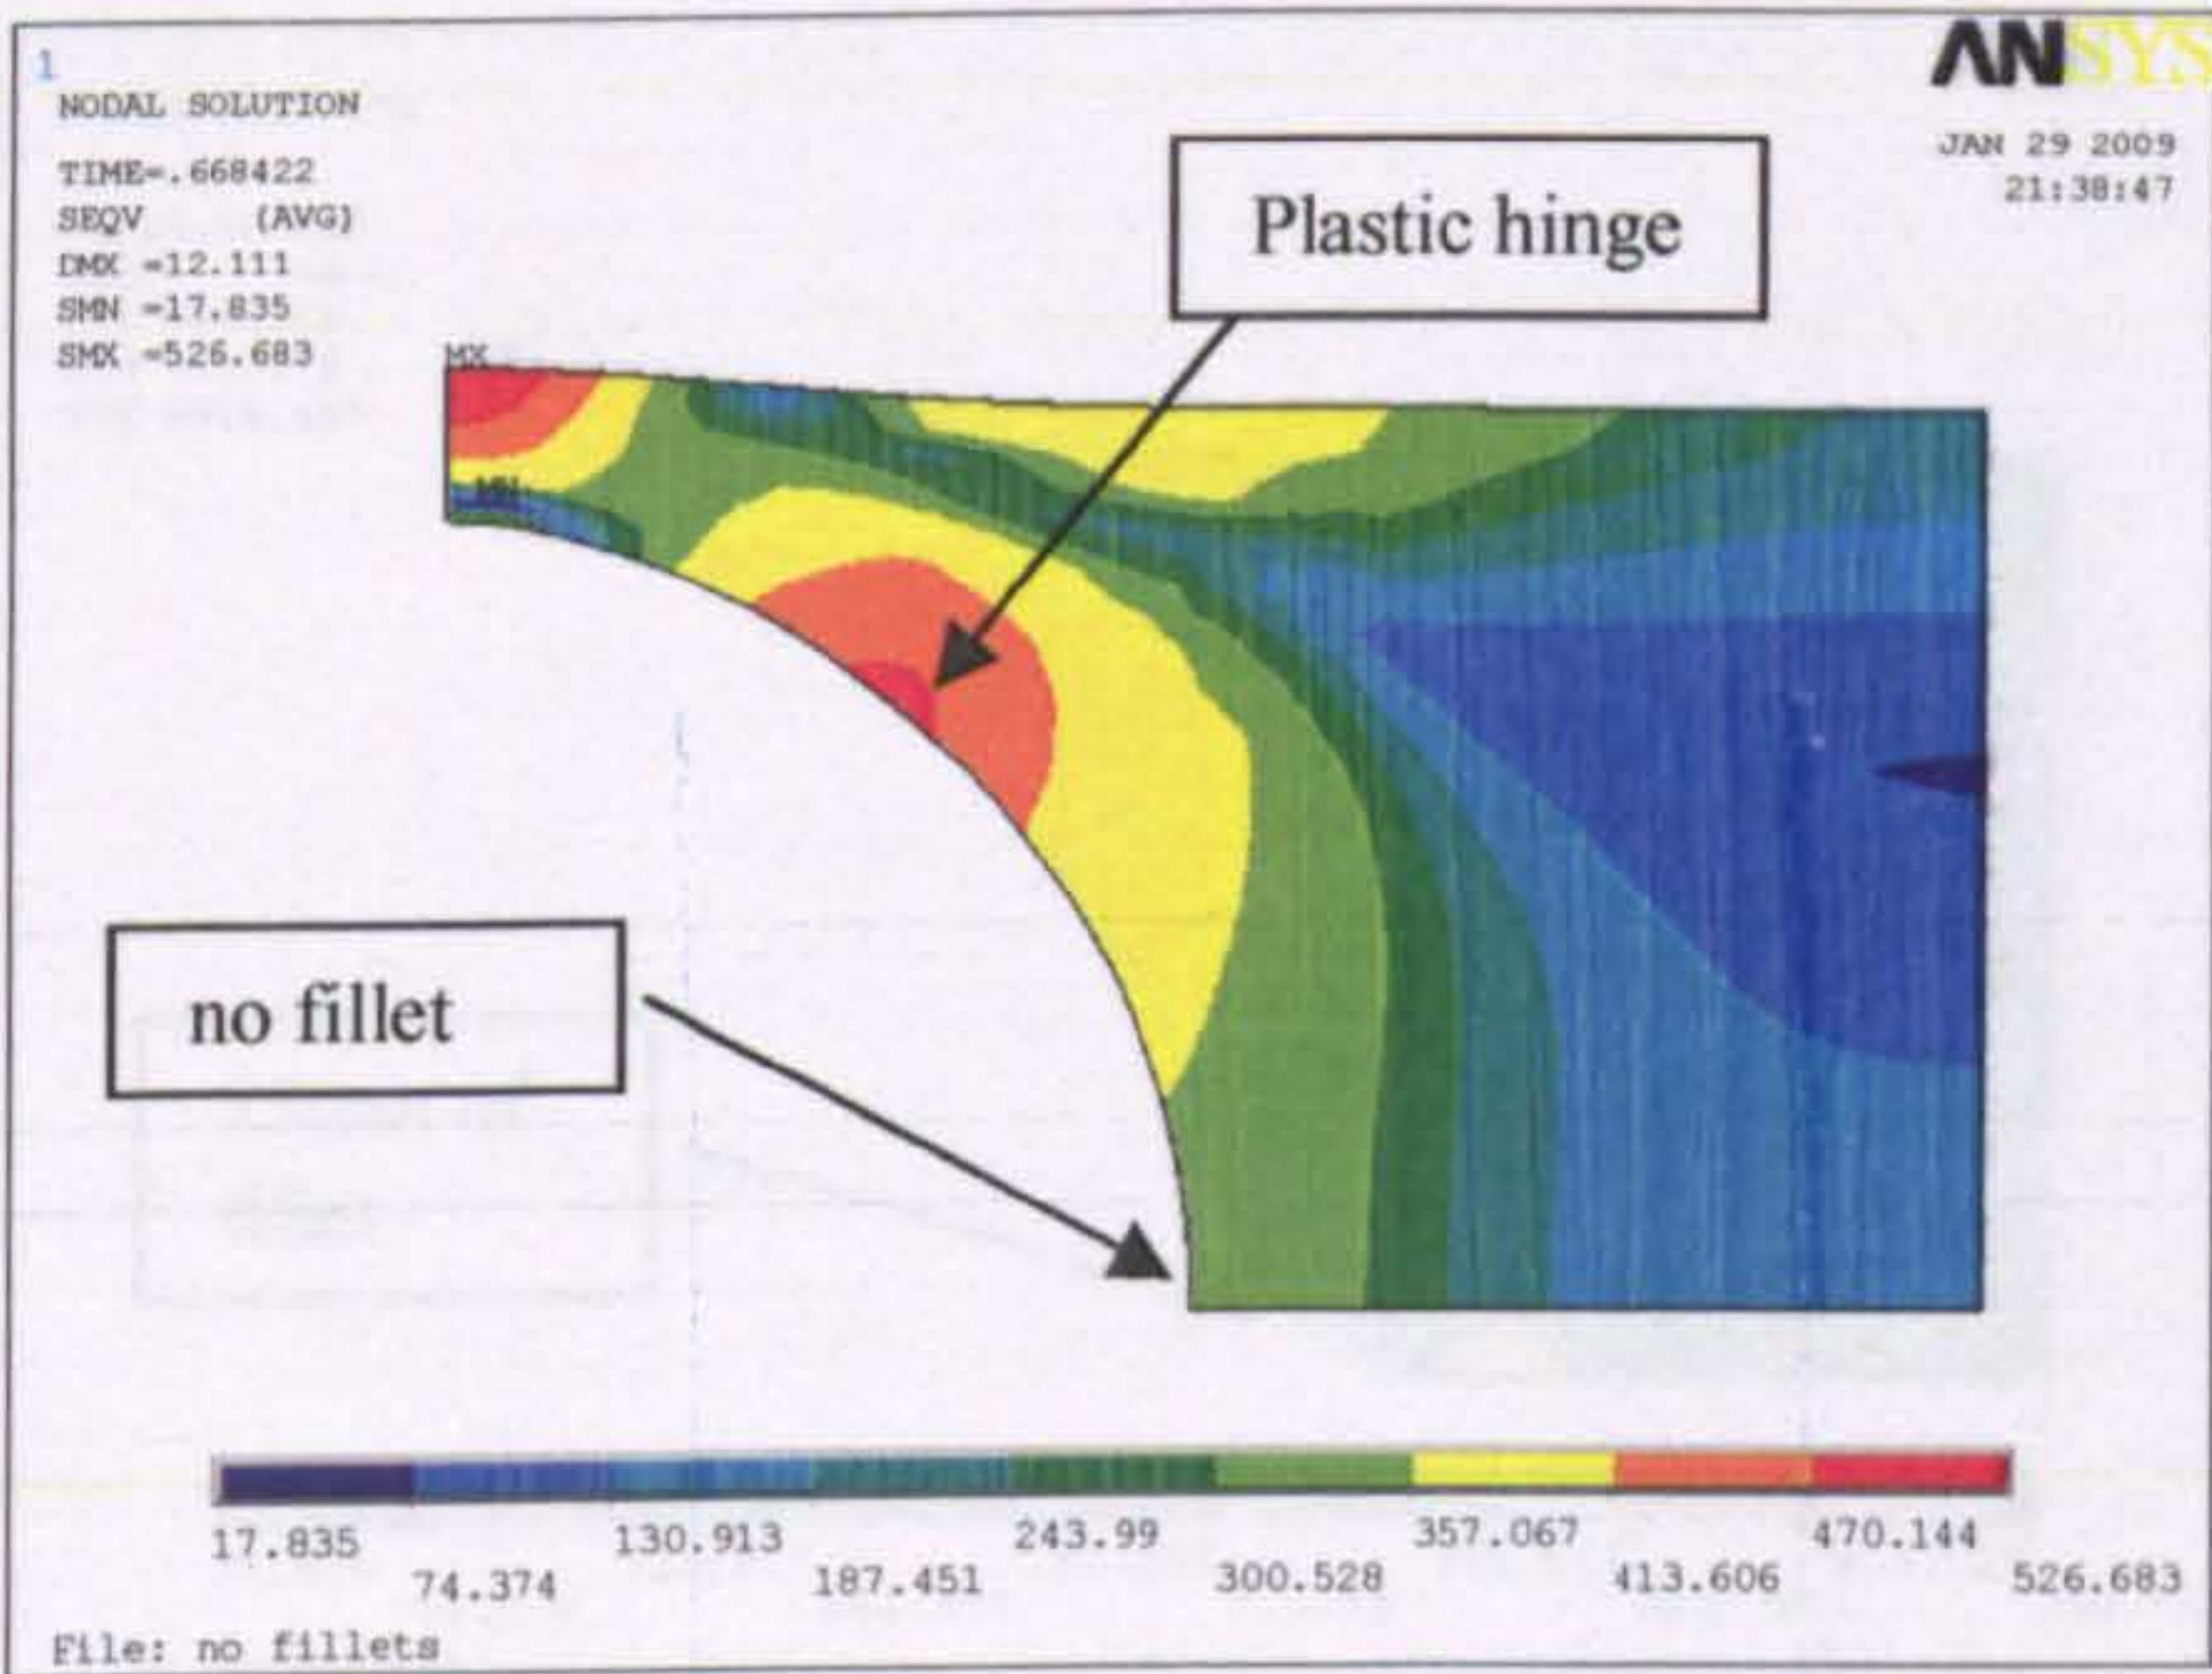 1
NODAL SOLUTION
TIME=.668422
SEQV (AVG)
DMX =12.111
SMN =17.835
SMX =526.683
ANSYS
JAN 29 2009
21:38:47
Plastic hinge
MX
MN
no fillet
17.835 130.913 243.99 357.067 470.144
74.374 187.451 300.528 413.606 526.683
File: no fillets